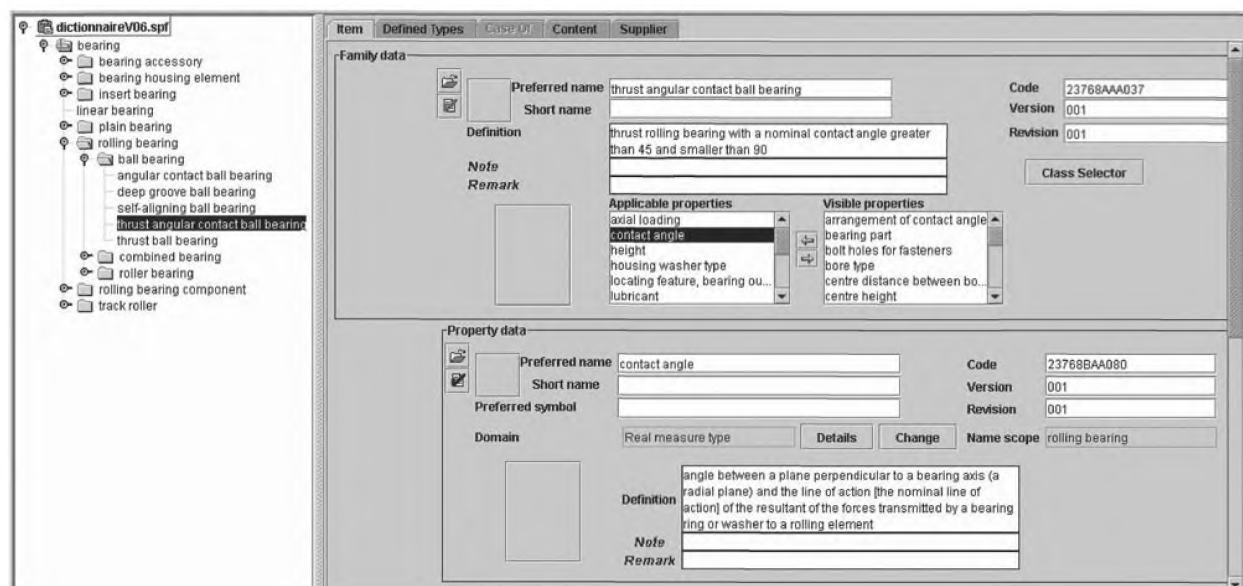 dictionnaireV06.spf
bearing
bearing accessory
bearing housing element
insert bearing
linear bearing
plain bearing
rolling bearing
ball bearing
angular contact ball bearing
deep groove ball bearing
self-aligning ball bearing
thrust angular contact ball bearing
thrust ball bearing
combined bearing
roller bearing
rolling bearing component
track roller
Item Defined Types Case Of Content Supplier
Family data
Preferred name thrust angular contact ball bearing Code 23768AAA037
Short name Version 001
Definition thrust rolling bearing with a nominal contact angle greater Revision 001
than 45 and smaller than 90
Note
Remark
Class Selector
Applicable properties Visible properties
axial loading arrangement of contact angle
contact angle bearing part
height bolt holes for fasteners
housing washer type bore type
locating feature, bearing ou... centre distance between bo...
lubricant centre height
Property data
Preferred name contact angle Code 23768BAA080
Short name Version 001
Preferred symbol Revision 001
Domain Real measure type Details Change Name scope rolling bearing
angle between a plane perpendicular to a bearing axis (a
Definition radial plane) and the line of action [the nominal line of
action] of the resultant of the forces transmitted by a bearing
ring or washer to a rolling element
Note
Remark